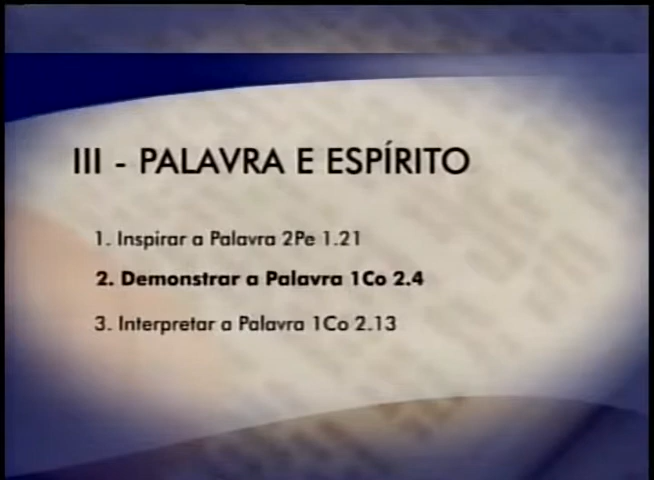 III - PALAVRA E ESPÍRITO
1. Inspirar a Palavra 2Pe 1.21
2. Demonstrar a Palavra 1Co 2.4
3. Interpretar a Palavra 1Co 2.13